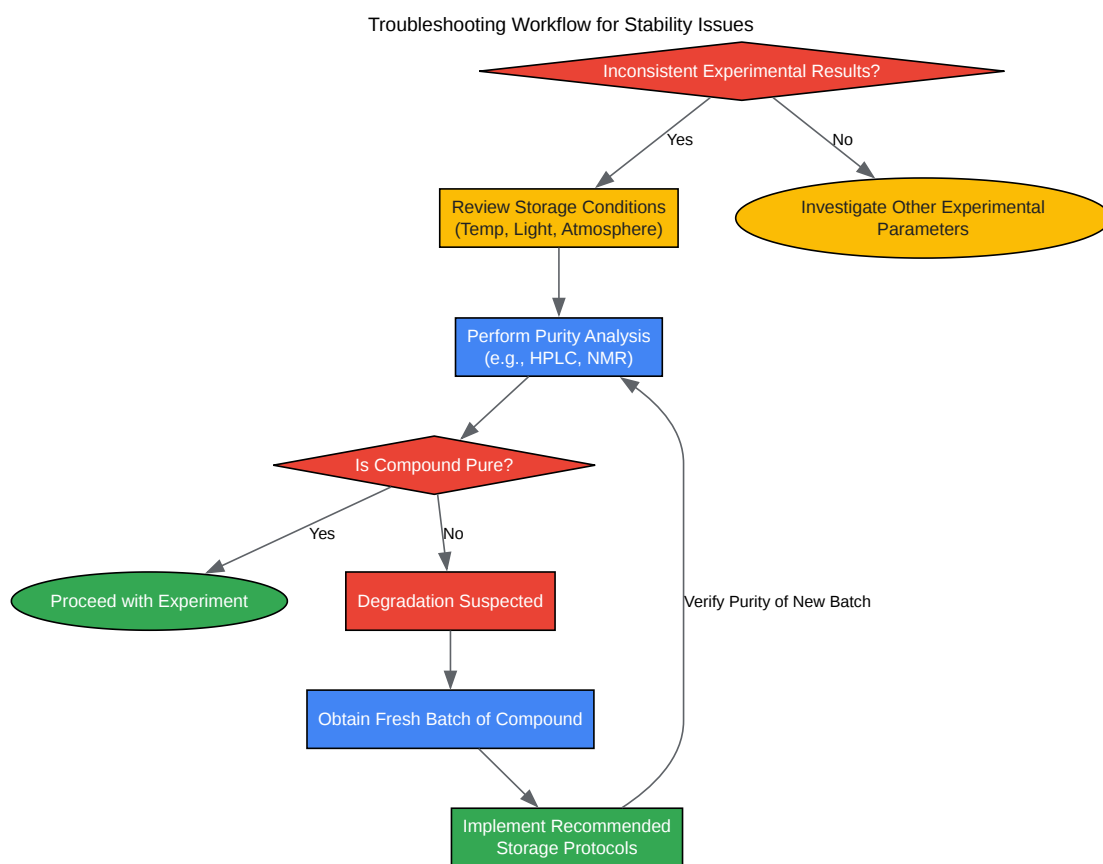 Troubleshooting Workflow for Stability Issues
Inconsistent Experimental Results?
Yes
No
Review Storage Conditions
(Temp, Light, Atmosphere)
Investigate Other Experimental
Parameters
Perform Purity Analysis
(e.g., HPLC, NMR)
Is Compound Pure?
Yes
No
Proceed with Experiment
Degradation Suspected
Verify Purity of New Batch
Obtain Fresh Batch of Compound
Implement Recommended
Storage Protocols